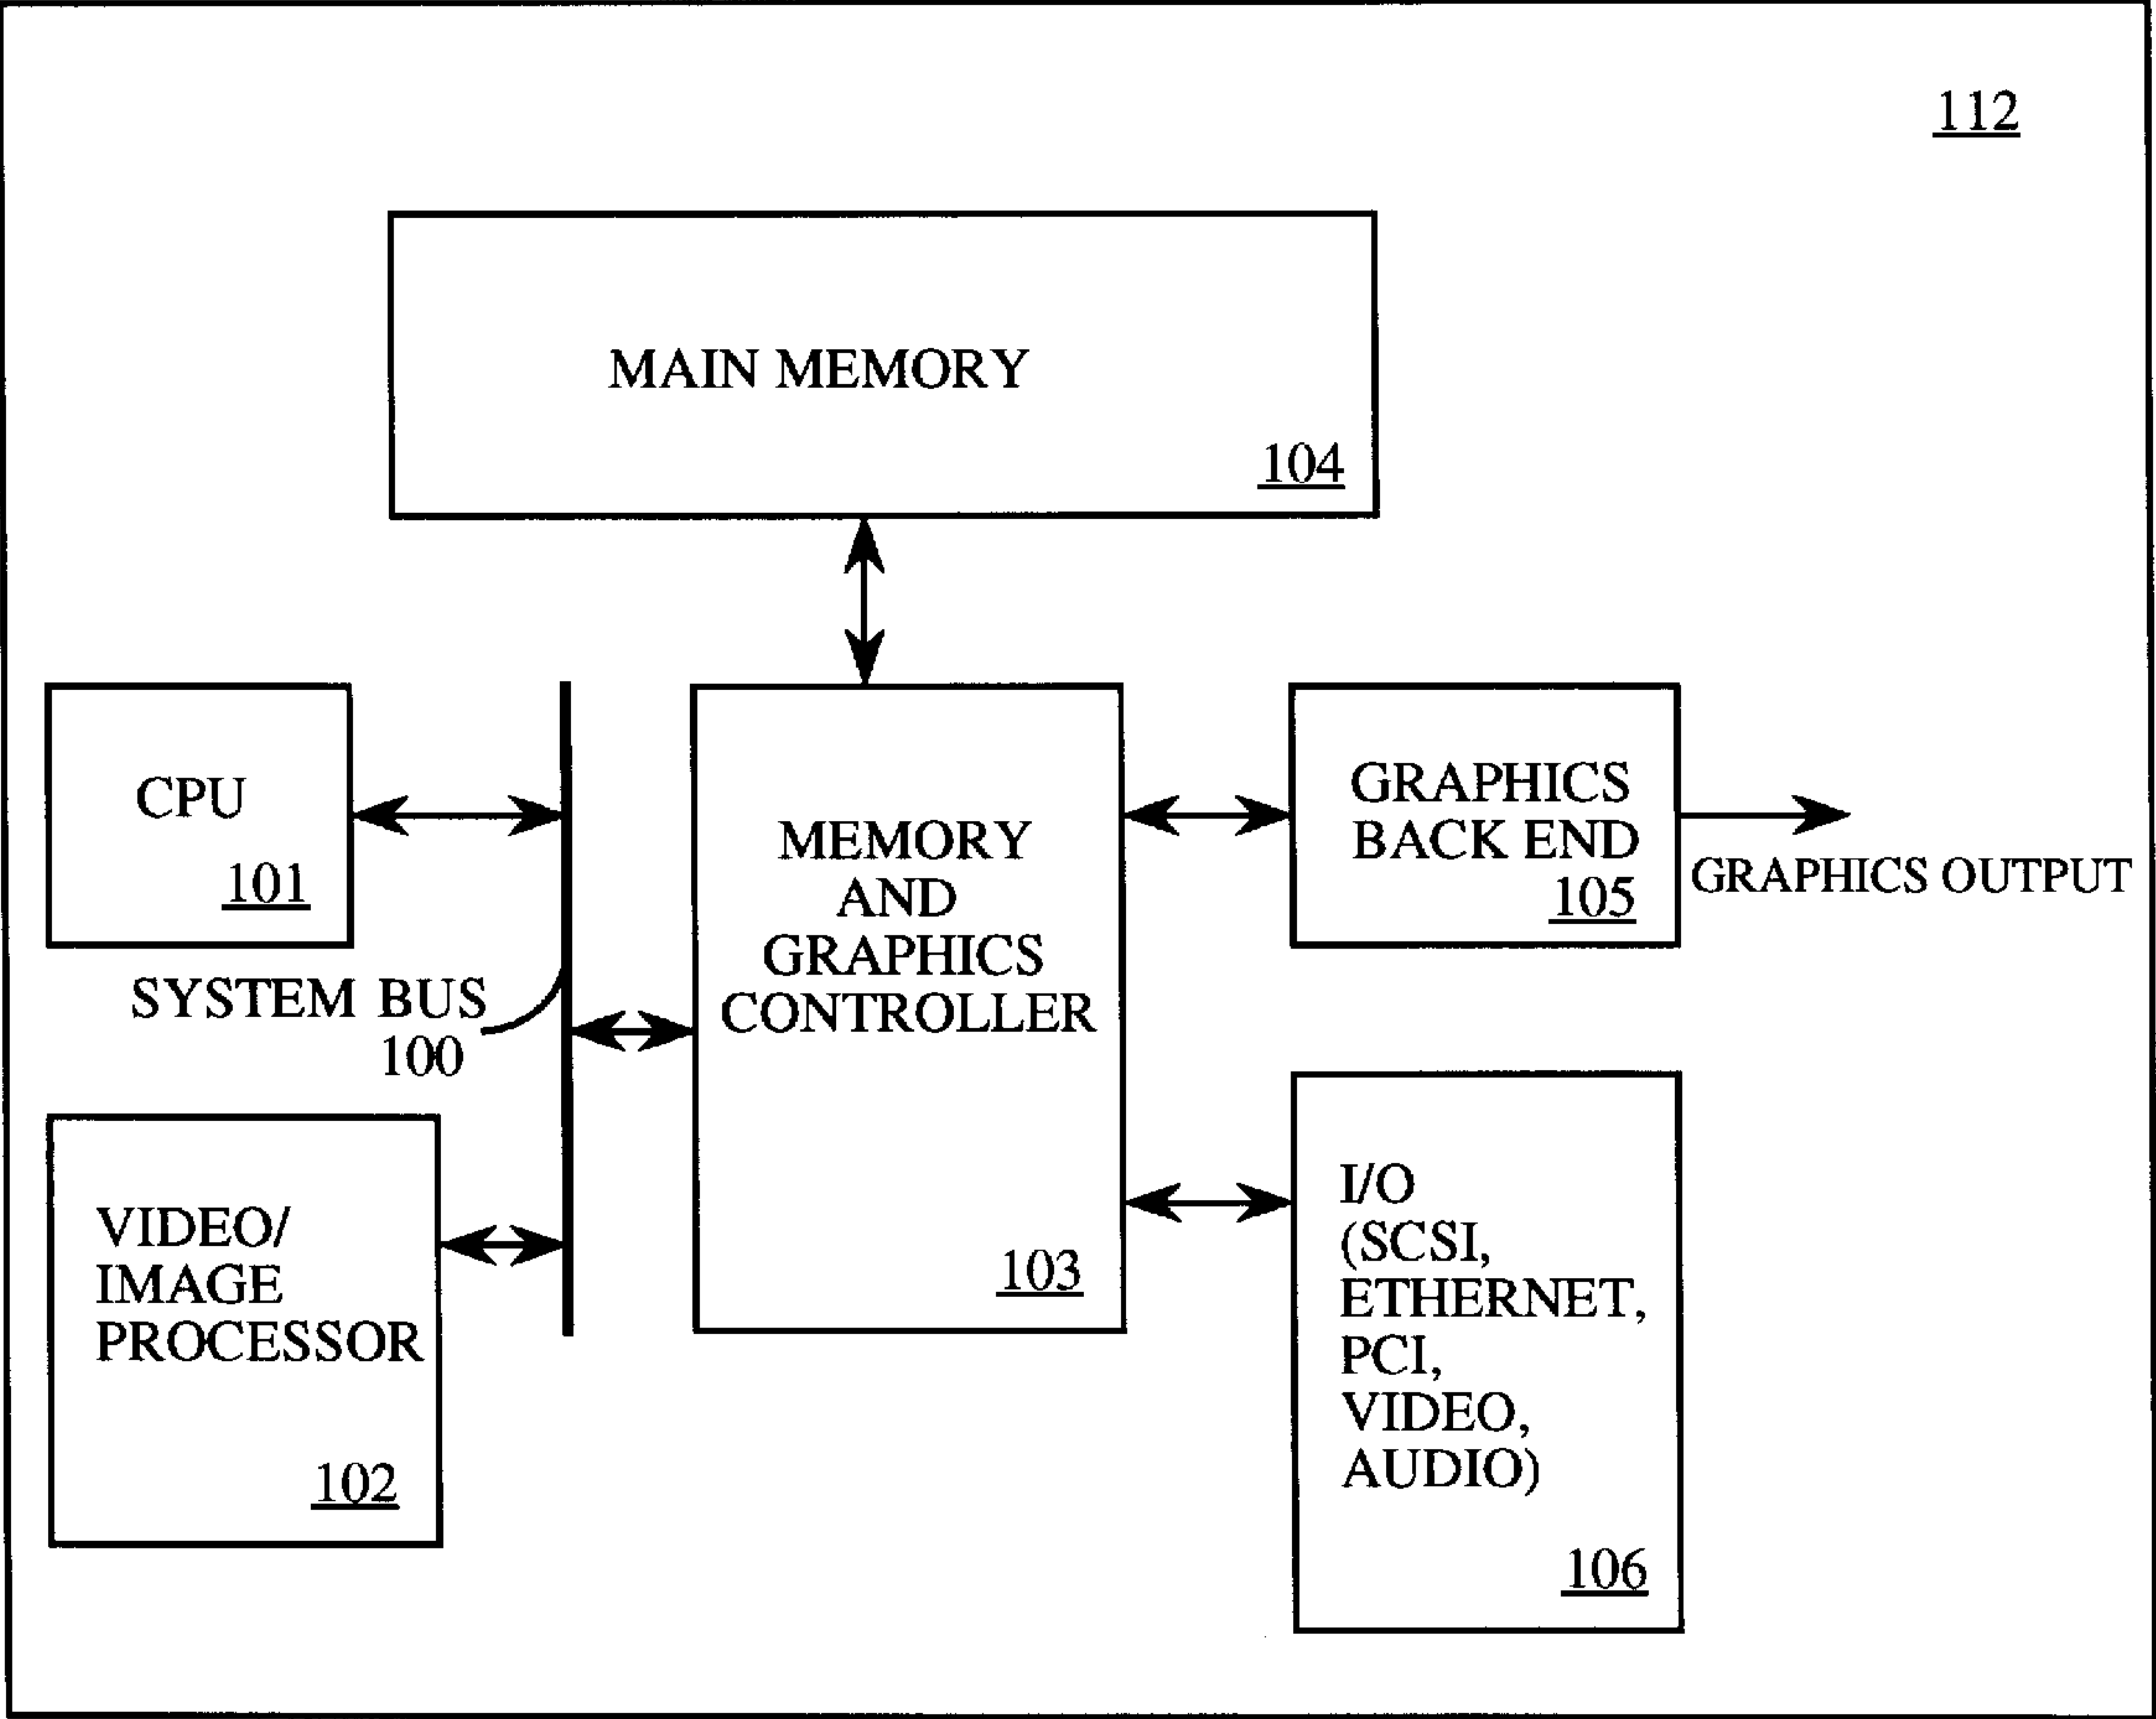 112
MAIN MEMORY
104
CPU
101
SYSTEM BUS
100
VIDEO/
IMAGE
PROCESSOR
102
MEMORY
AND
GRAPHICS
CONTROLLER
103
GRAPHICS
BACK END
105
GRAPHICS OUTPUT
I/O
(SCSI,
ETHERNET,
PCI,
VIDEO,
AUDIO)
106